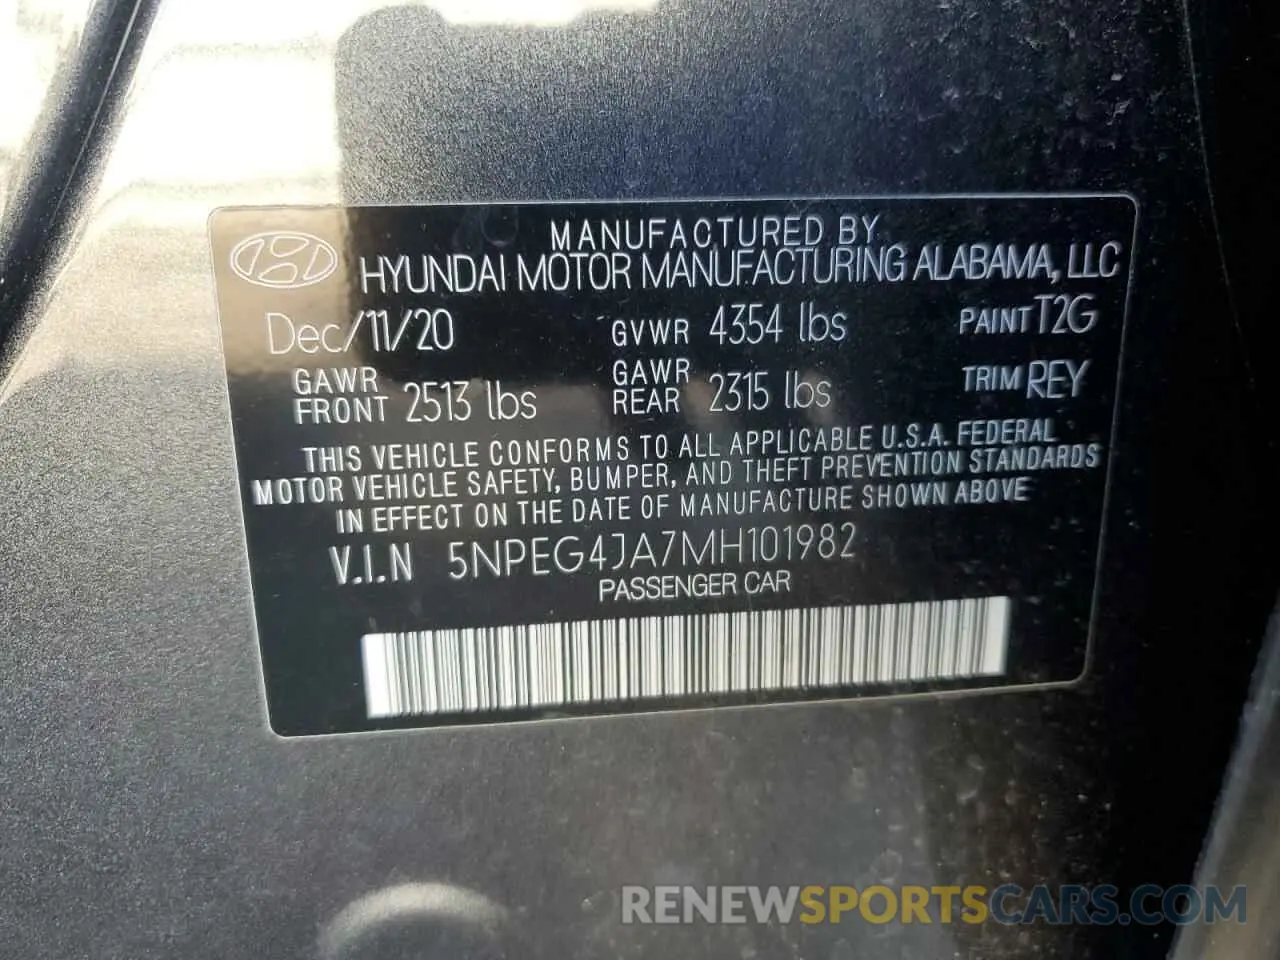 MANUFACTURED BY
HYUNDAI MOTOR MANUFACTURING ALABAMA, LLC
Dec/11/20 GVWR 4354 lbs PAINT T2G
GAWR FRONT 2513 lbs GAWR REAR 2315 lbs TRIM REY
THIS VEHICLE CONFORMS TO ALL APPLICABLE U.S.A. FEDERAL
MOTOR VEHICLE SAFETY, BUMPER, AND THEFT PREVENTION STANDARDS
IN EFFECT ON THE DATE OF MANUFACTURE SHOWN ABOVE
V.I.N 5NPEG4JA7MH101982
PASSENGER CAR
RENEWSPORTSCARS.COM